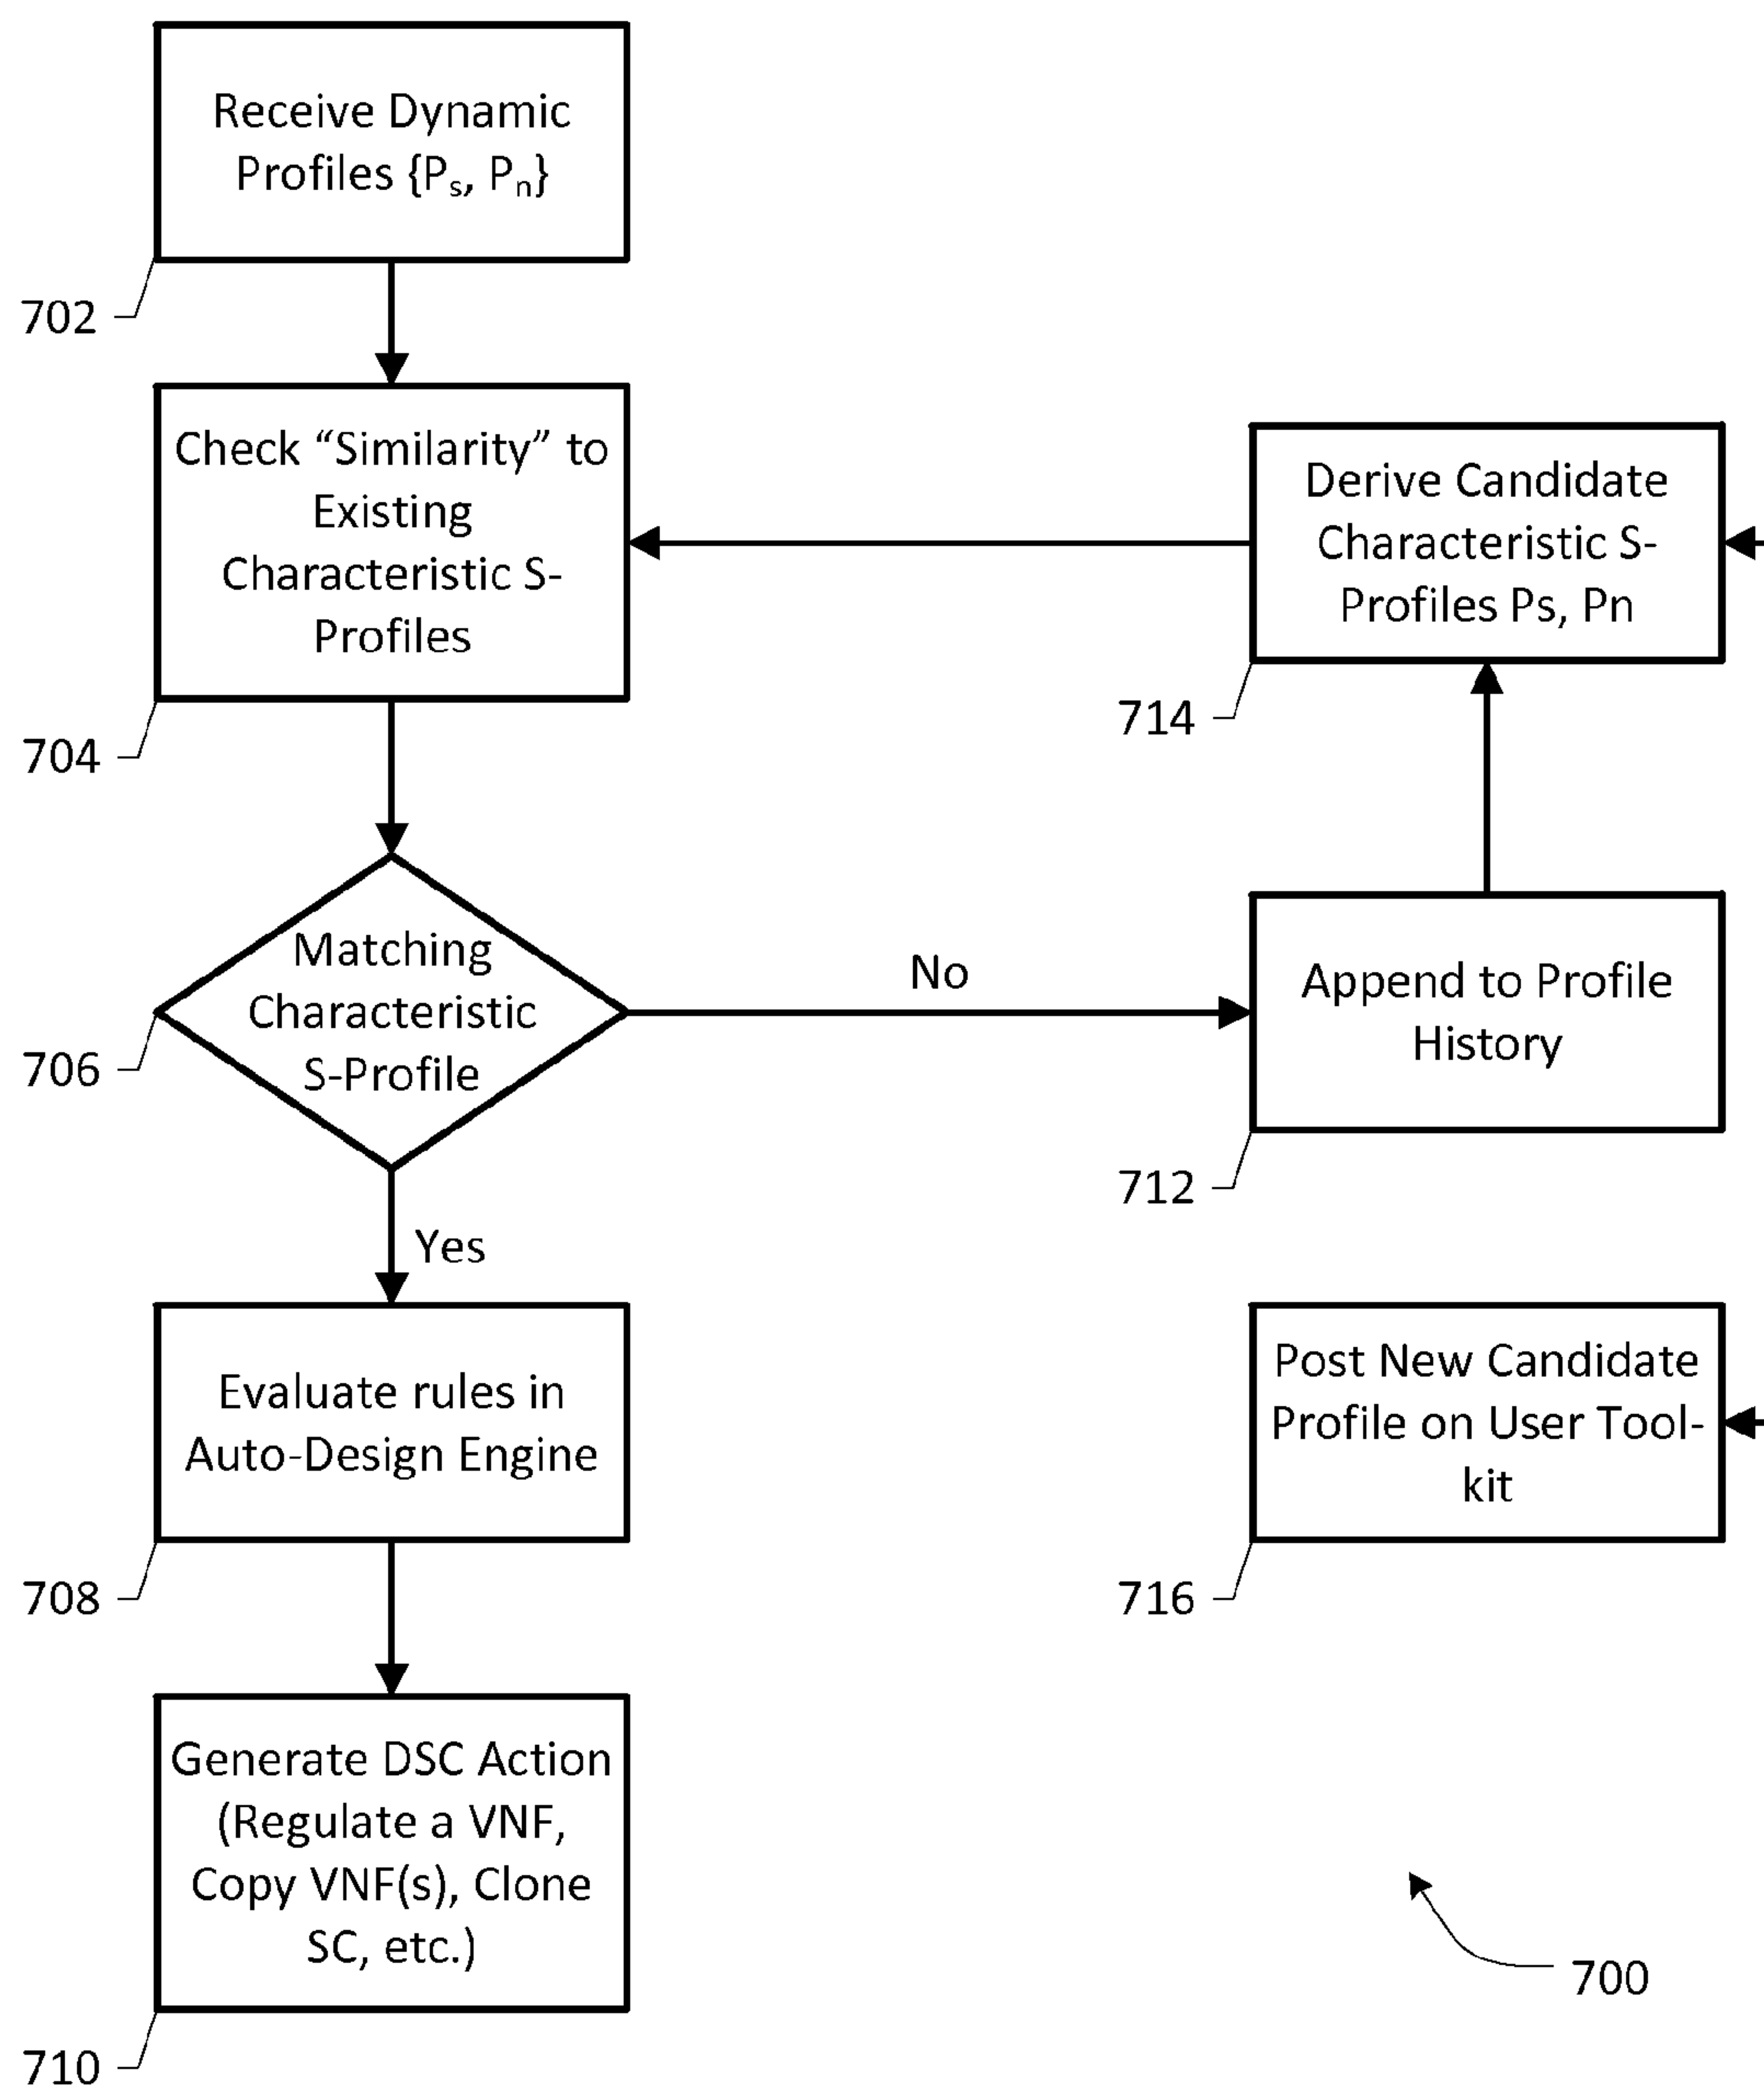 Receive Dynamic
Profiles {Ps, Pn}
702
Check “Similarity” to
Existing
Characteristic S-
Profiles
704
Matching
Characteristic
S-Profile
706
No
Yes
Evaluate rules in
Auto-Design Engine
708
Generate DSC Action
(Regulate a VNF,
Copy VNF(s), Clone
SC, etc.)
710
Derive Candidate
Characteristic S-
Profiles Ps, Pn
714
Append to Profile
History
712
Post New Candidate
Profile on User Tool-
kit
716
700